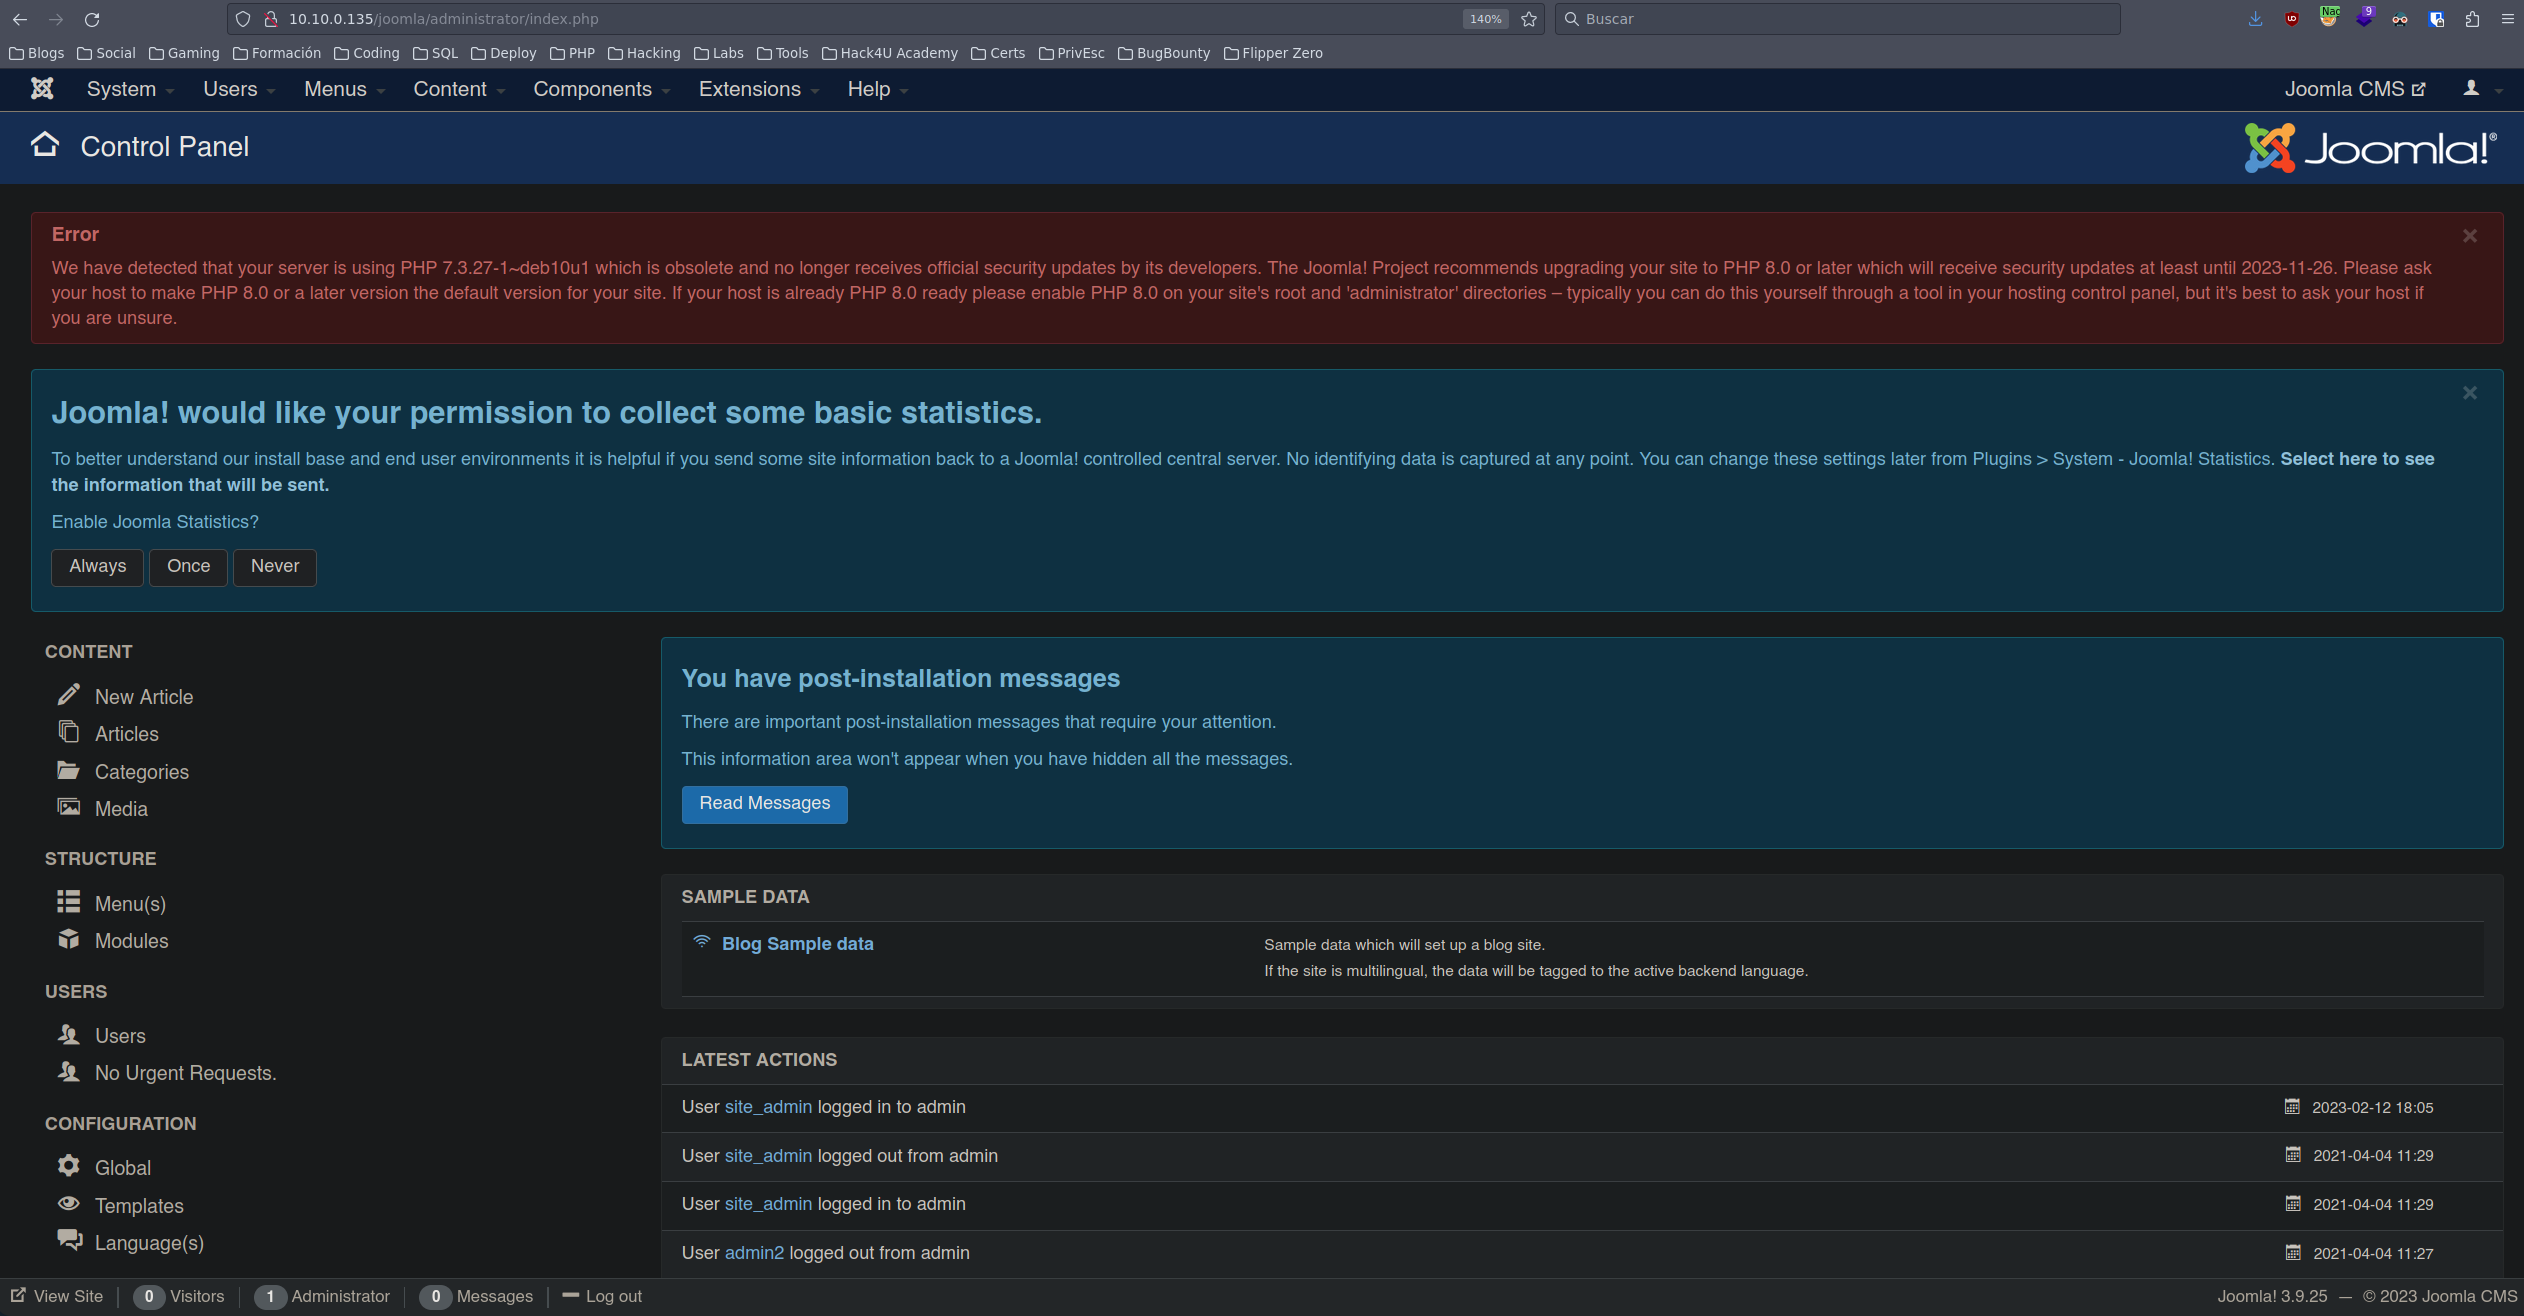 10.10.0.135/joomla/administrator/index.php 140% Buscar Nac 9
Blogs Social Gaming Formación Coding SQL Deploy PHP Hacking Labs Tools Hack4U Academy Certs PrivEsc BugBounty Flipper Zero
System Users Menus Content Components Extensions Help Joomla CMS
Control Panel Joomla!®
Error
We have detected that your server is using PHP 7.3.27-1~deb10u1 which is obsolete and no longer receives official security updates by its developers. The Joomla! Project recommends upgrading your site to PHP 8.0 or later which will receive security updates at least until 2023-11-26. Please ask
your host to make PHP 8.0 or a later version the default version for your site. If your host is already PHP 8.0 ready please enable PHP 8.0 on your site's root and 'administrator' directories – typically you can do this yourself through a tool in your hosting control panel, but it's best to ask your host if
you are unsure.
Joomla! would like your permission to collect some basic statistics.
To better understand our install base and end user environments it is helpful if you send some site information back to a Joomla! controlled central server. No identifying data is captured at any point. You can change these settings later from Plugins > System - Joomla! Statistics. Select here to see
the information that will be sent.
Enable Joomla Statistics?
Always Once Never
CONTENT
New Article
Articles
Categories
Media
STRUCTURE
Menu(s)
Modules
USERS
Users
No Urgent Requests.
CONFIGURATION
Global
Templates
Language(s)
You have post-installation messages
There are important post-installation messages that require your attention.
This information area won't appear when you have hidden all the messages.
Read Messages
SAMPLE DATA
Blog Sample data
Sample data which will set up a blog site.
If the site is multilingual, the data will be tagged to the active backend language.
LATEST ACTIONS
User site_admin logged in to admin 2023-02-12 18:05
User site_admin logged out from admin 2021-04-04 11:29
User site_admin logged in to admin 2021-04-04 11:29
User admin2 logged out from admin 2021-04-04 11:27
View Site 0 Visitors 1 Administrator 0 Messages Log out Joomla! 3.9.25 — © 2023 Joomla CMS